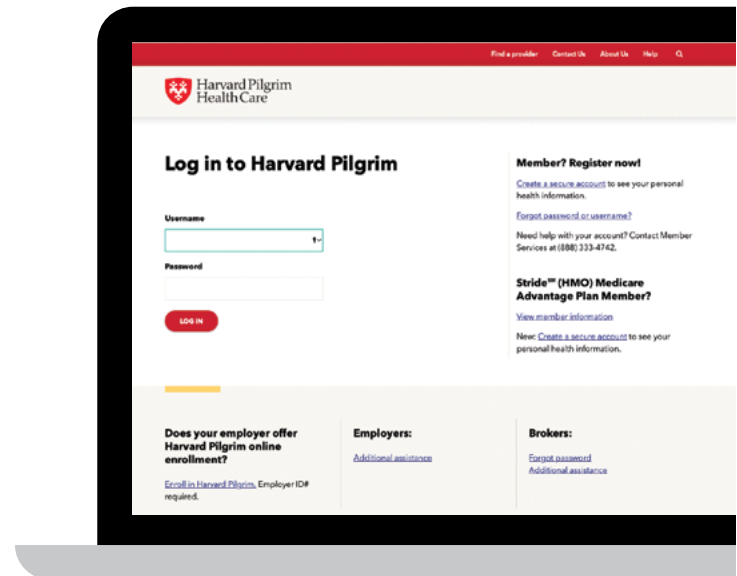 Find a provider Contact Us About Us Help
Harvard Pilgrim
HealthCare
Log in to Harvard Pilgrim
Username
Password
LOG IN
Member? Register now!
Create a secure account to see your personal
health information.
Forgot password or username?
Need help with your account? Contact Member
Services at (888) 333-4742.
Stride℠ (HMO) Medicare
Advantage Plan Member?
View member information
New: Create a secure account to see your
personal health information.
Does your employer offer
Harvard Pilgrim online
enrollment?
Enroll in Harvard Pilgrim. Employer ID#
required.
Employers:
Additional assistance
Brokers:
Forgot password
Additional assistance